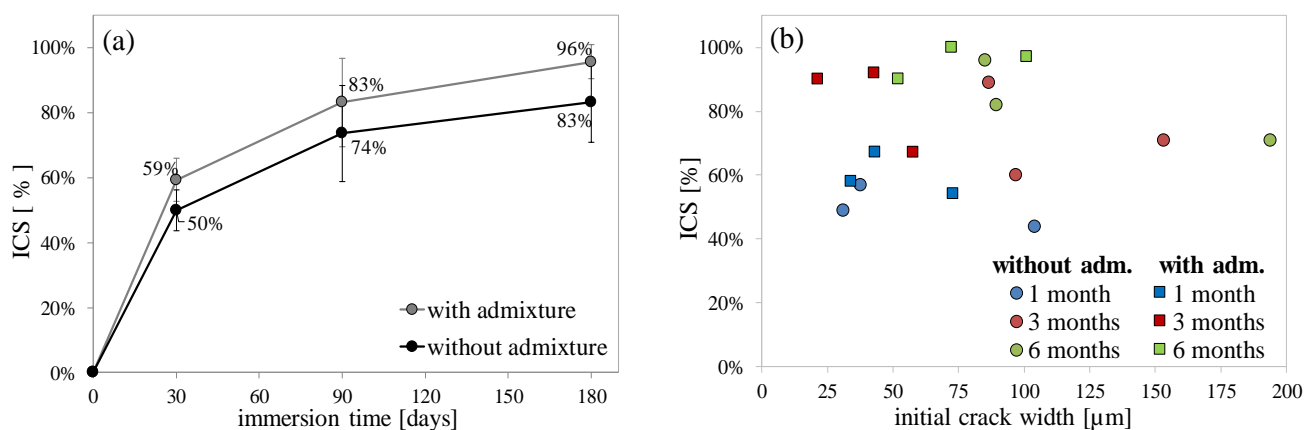 (a)
100%
80%
60%
40%
20%
0%
ICS [ % ]
59%
50%
83%
74%
96%
83%
with admixture
without admixture
0 30 60 90 120 150 180
immersion time [days]
(b)
100%
80%
60%
40%
20%
0%
ICS [%]
without adm. with adm.
1 month 1 month
3 months 3 months
6 months 6 months
0 25 50 75 100 125 150 175 200
initial crack width [µm]